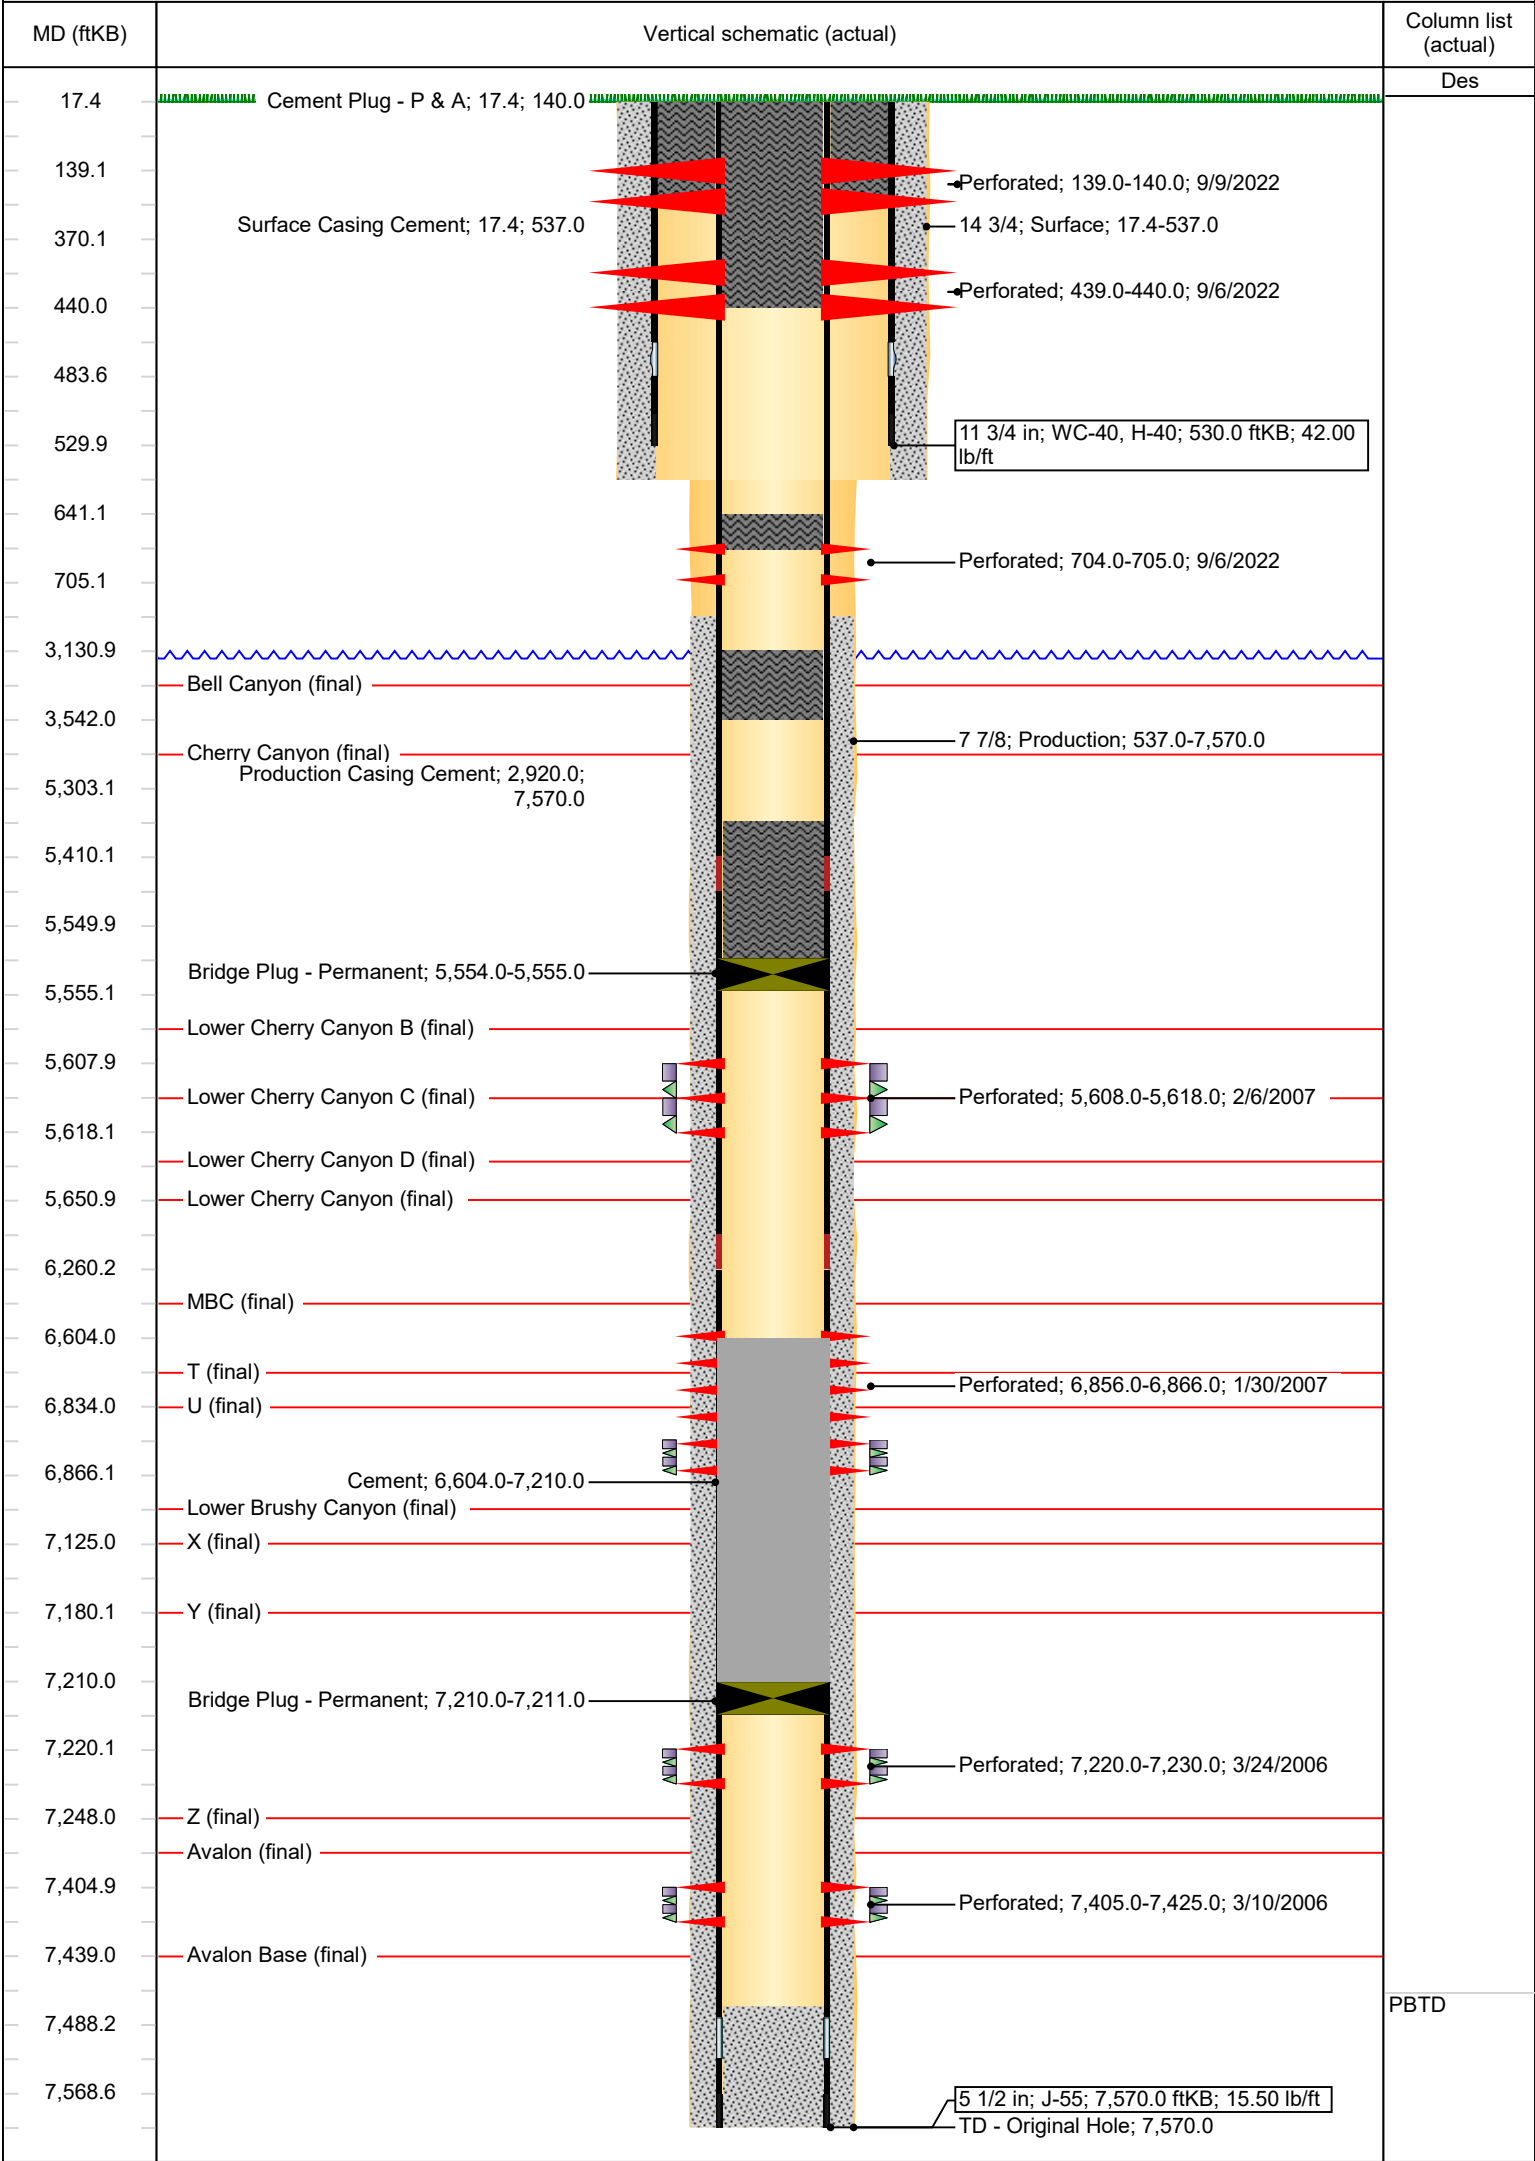 MD (ftKB)
Vertical schematic (actual)
Column list
(actual)
Des
17.4
Cement Plug - P & A; 17.4; 140.0
139.1
Perforated; 139.0-140.0; 9/9/2022
Surface Casing Cement; 17.4; 537.0
14 3/4; Surface; 17.4-537.0
370.1
Perforated; 439.0-440.0; 9/6/2022
440.0
483.6
11 3/4 in; WC-40, H-40; 530.0 ftKB; 42.00
lb/ft
529.9
641.1
Perforated; 704.0-705.0; 9/6/2022
705.1
3,130.9
Bell Canyon (final)
3,542.0
7 7/8; Production; 537.0-7,570.0
Cherry Canyon (final)
Production Casing Cement; 2,920.0;
7,570.0
5,303.1
5,410.1
5,549.9
Bridge Plug - Permanent; 5,554.0-5,555.0
5,555.1
Lower Cherry Canyon B (final)
5,607.9
Lower Cherry Canyon C (final)
Perforated; 5,608.0-5,618.0; 2/6/2007
5,618.1
Lower Cherry Canyon D (final)
5,650.9
Lower Cherry Canyon (final)
6,260.2
MBC (final)
6,604.0
T (final)
Perforated; 6,856.0-6,866.0; 1/30/2007
6,834.0
U (final)
6,866.1
Cement; 6,604.0-7,210.0
Lower Brushy Canyon (final)
7,125.0
X (final)
7,180.1
Y (final)
7,210.0
Bridge Plug - Permanent; 7,210.0-7,211.0
7,220.1
Perforated; 7,220.0-7,230.0; 3/24/2006
7,248.0
Z (final)
Avalon (final)
7,404.9
Perforated; 7,405.0-7,425.0; 3/10/2006
7,439.0
Avalon Base (final)
PBTD
7,488.2
7,568.6
5 1/2 in; J-55; 7,570.0 ftKB; 15.50 lb/ft
TD - Original Hole; 7,570.0